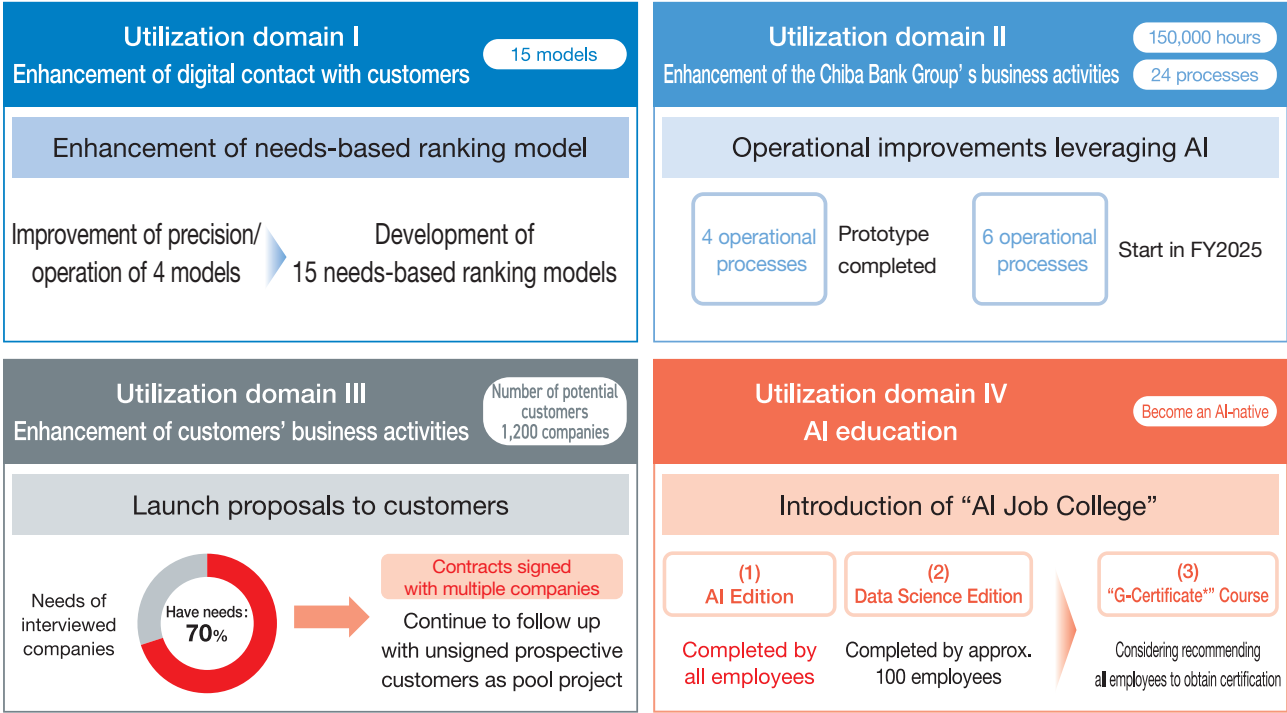 Utilization domain I
Enhancement of digital contact with customers
15 models
Enhancement of needs-based ranking model
Improvement of precision/
operation of 4 models
Development of
15 needs-based ranking models
Utilization domain II
Enhancement of the Chiba Bank Group’ s business activities
150,000 hours
24 processes
Operational improvements leveraging AI
4 operational
processes
Prototype
completed
6 operational
processes
Start in FY2025
Utilization domain III
Enhancement of customers’ business activities
Number of potential
customers
1,200 companies
Launch proposals to customers
Needs of
interviewed
companies
Have needs:
70%
Contracts signed
with multiple companies
Continue to follow up
with unsigned prospective
customers as pool project
Utilization domain IV
AI education
Become an AI-native
Introduction of “AI Job College”
(1)
AI Edition
Completed by
all employees
(2)
Data Science Edition
Completed by approx.
100 employees
(3)
“G-Certificate*” Course
Considering recommending
all employees to obtain certification